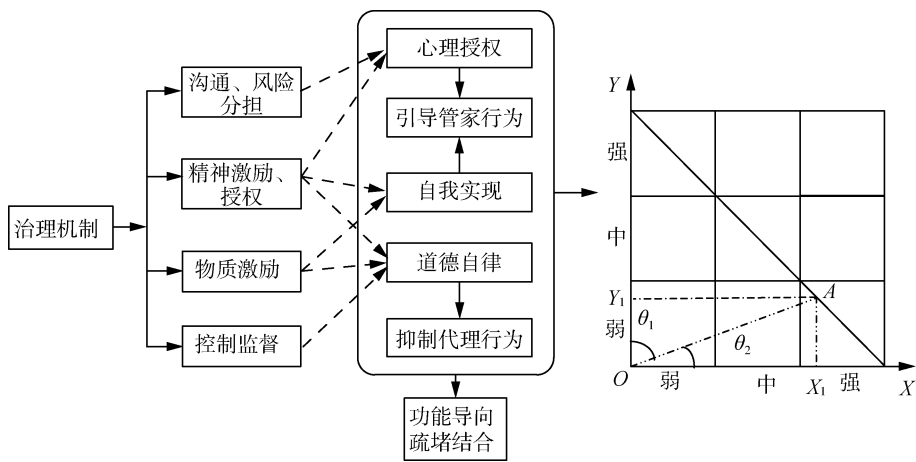 治理机制
沟通、风险
分担
精神激励、
授权
物质激励
控制监督
心理授权
引导管家行为
自我实现
道德自律
抑制代理行为
功能导向
疏堵结合
Y
强
中
Y₁
弱
θ₁
θ₂
A
O
弱
中
X₁
强
X